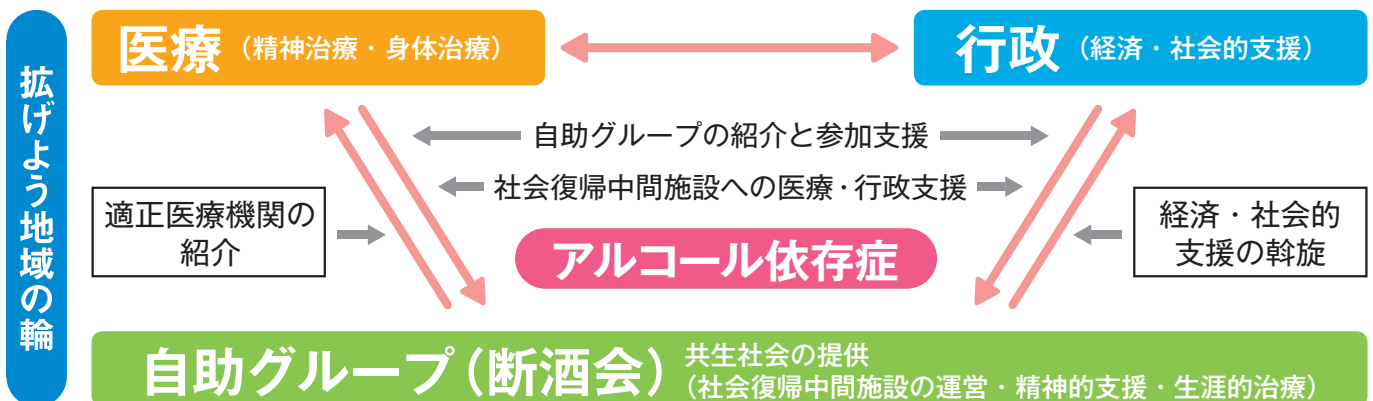 拡げよう地域の輪
医療（精神治療・身体治療）
行政（経済・社会的支援）
自助グループの紹介と参加支援
社会復帰中間施設への医療・行政支援
適正医療機関の
紹介
アルコール依存症
経済・社会的
支援の斡旋
自助グループ（断酒会）
共生社会の提供
（社会復帰中間施設の運営・精神的支援・生涯的治療）